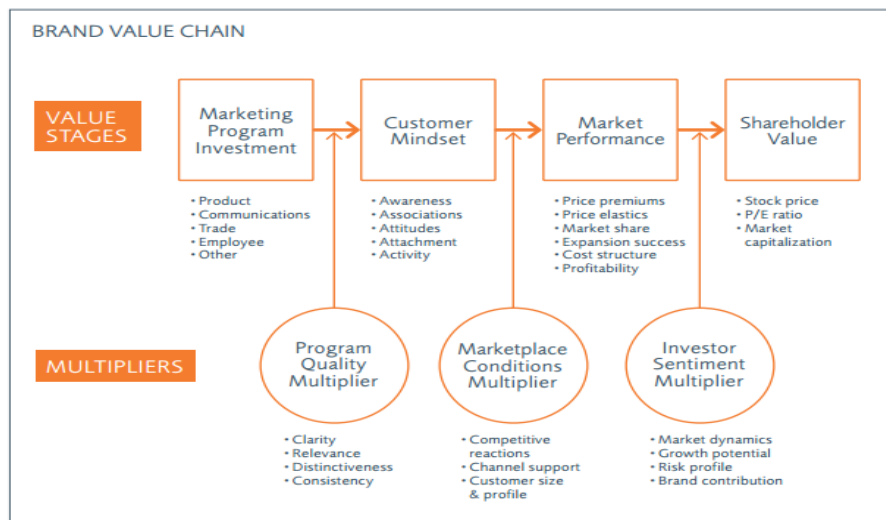 BRAND VALUE CHAIN
VALUE
STAGES
Marketing
Program
Investment
Customer
Mindset
Market
Performance
Shareholder
Value
• Product
• Communications
• Trade
• Employee
• Other
• Awareness
• Associations
• Attitudes
• Attachment
• Activity
• Price premiums
• Price elastics
• Market share
• Expansion success
• Cost structure
• Profitability
• Stock price
• P/E ratio
• Market
capitalization
MULTIPLIERS
Program
Quality
Multiplier
Marketplace
Conditions
Multiplier
Investor
Sentiment
Multiplier
• Clarity
• Relevance
• Distinctiveness
• Consistency
• Competitive
reactions
• Channel support
• Customer size
& profile
• Market dynamics
• Growth potential
• Risk profile
• Brand contribution